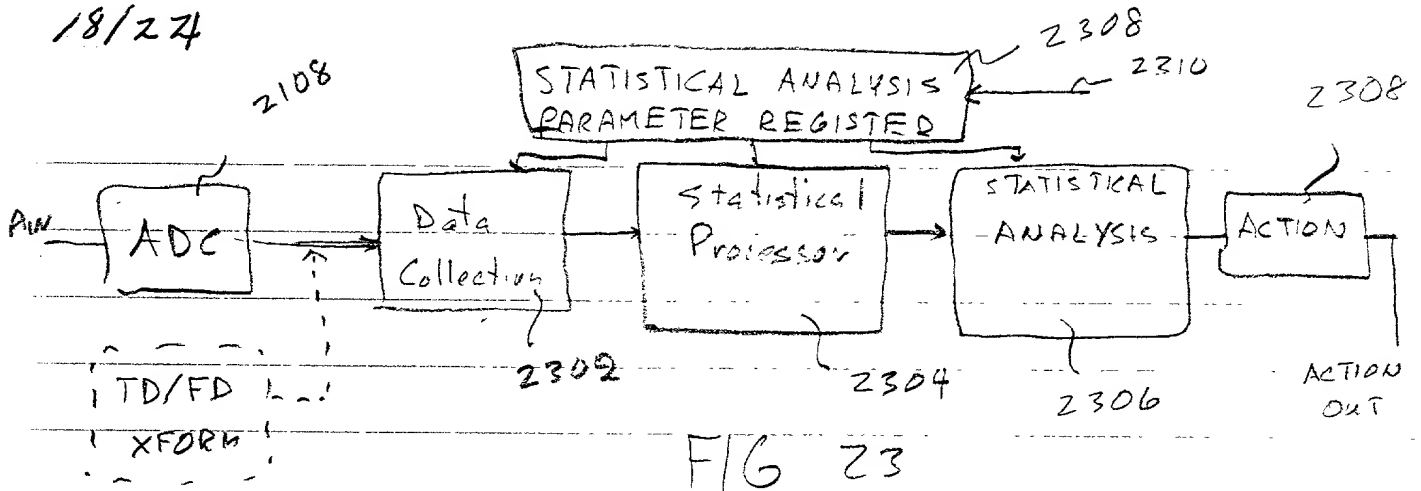 18/24
2108
2308
STATISTICAL ANALYSIS
PARAMETER REGISTED
2310
2308
AIN
ADC
Data
Collection
2302
Statistical
Processor
2304
STATISTICAL
ANALYSIS
2306
ACTION
ACTION
OUT
TD/FD
XFORM
FIG 23